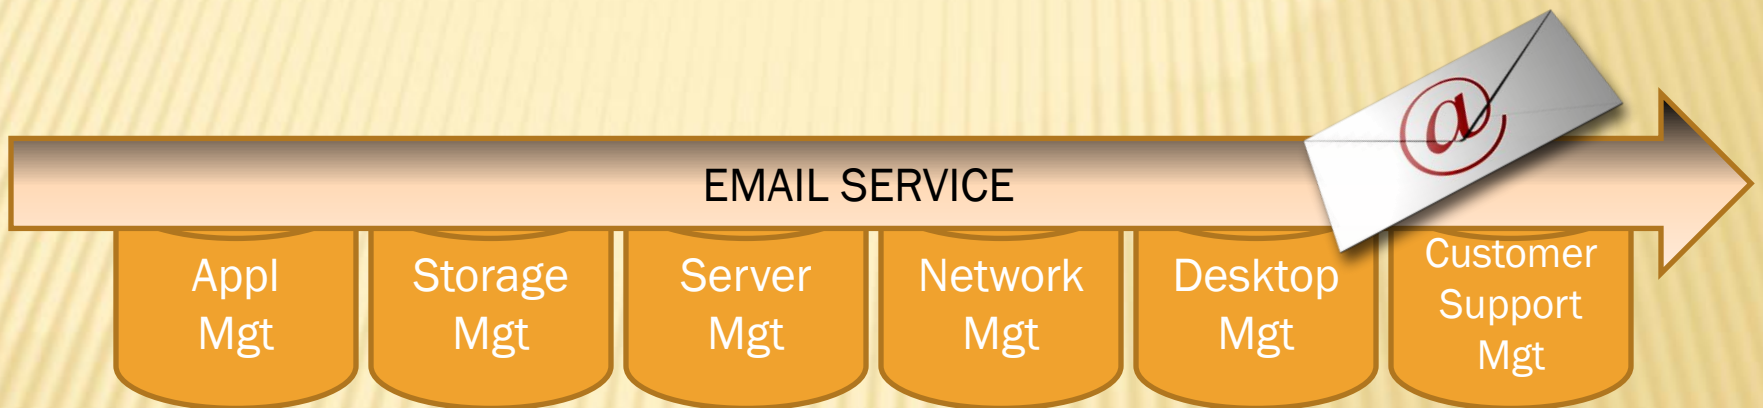 EMAIL SERVICE
@
Appl
Mgt
Storage
Mgt
Server
Mgt
Network
Mgt
Desktop
Mgt
Customer
Support
Mgt